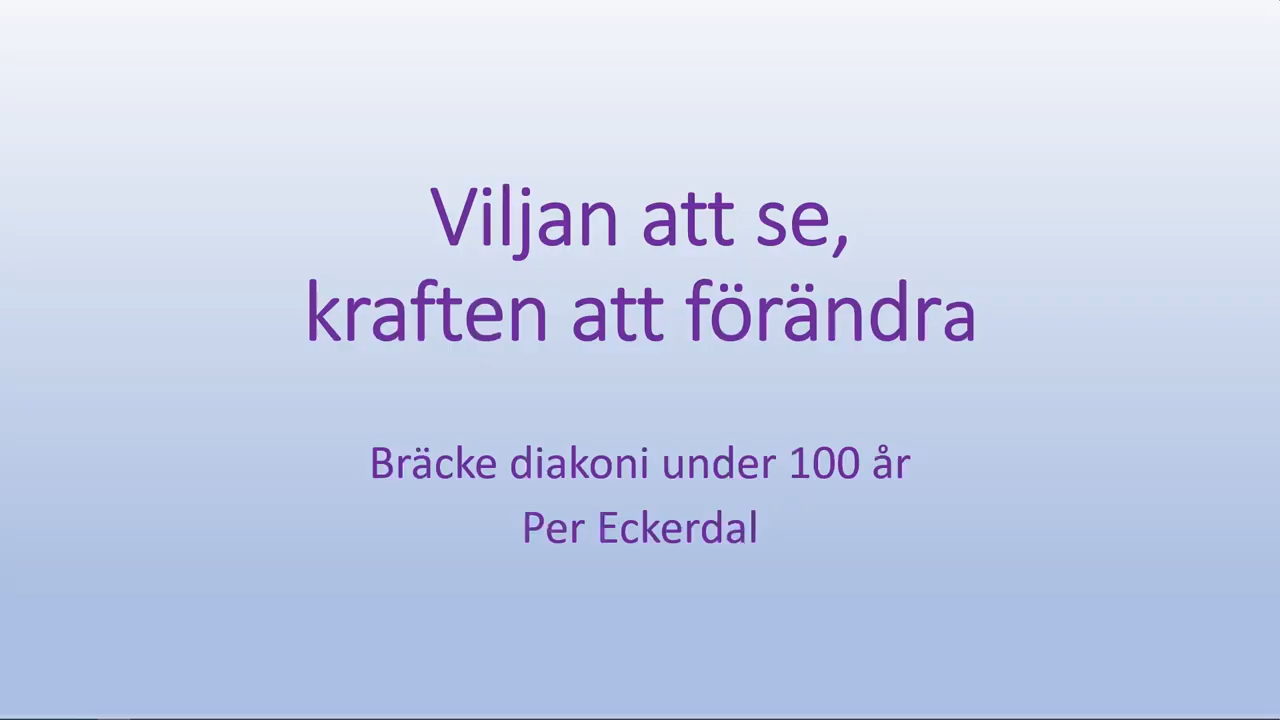 Viljan att se,
kraften att förändra
Bräcke diakoni under 100 år
Per Eckerdal